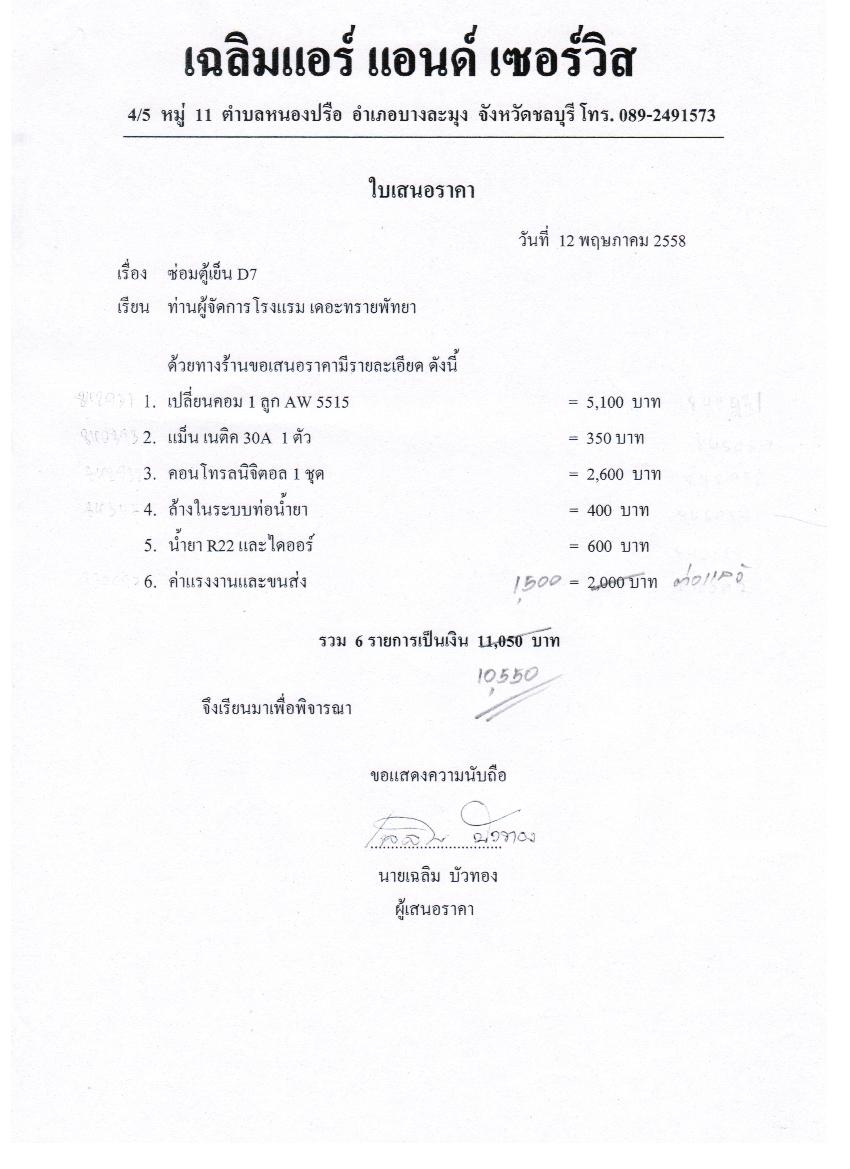 เฉลิมแอร์ แอนด์ เซอร์วิส
4/5 หมู่ 11 ตำบลหนองปรือ อำเภอบางละมุง จังหวัดชลบุรี โทร. 089-2491573
ใบเสนอราคา
วันที่ 12 พฤษภาคม 2558
เรื่อง ซ่อมตู้เย็น D7
เรียน ท่านผู้จัดการ โรงแรม เดอะทรายพัทยา
ด้วยทางร้านขอเสนอราคามีรายละเอียด ดังนี้
1. เปลี่ยนคอม 1 ลูก AW 5515 = 5,100 บาท
2. แม็น เนติค 30A 1 ตัว = 350 บาท
3. คอนโทรลนิจิตอล 1 ชุด = 2,600 บาท
4. ล้างในระบบท่อน้ำยา = 400 บาท
5. น้ำยา R22 และไดออร์ = 600 บาท
6. ค่าแรงงานและขนส่ง 1,500 = 2,000 บาท ต่อแล้ว
รวม 6 รายการเป็นเงิน 11,050 บาท
10,550
จึงเรียนมาเพื่อพิจารณา
ขอแสดงความนับถือ
เฉลิม บัวทอง
นายเฉลิม บัวทอง
ผู้เสนอราคา